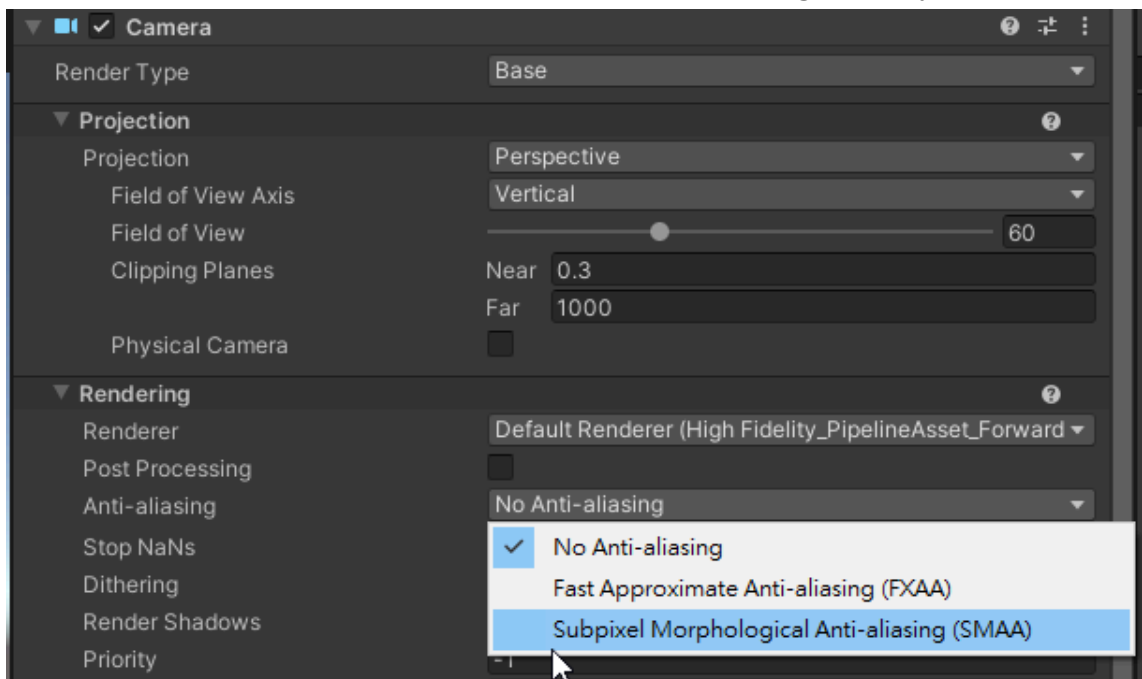 Camera
Render Type Base
Projection
Projection Perspective
Field of View Axis Vertical
Field of View 60
Clipping Planes Near 0.3
Far 1000
Physical Camera
Rendering
Renderer Default Renderer (High Fidelity_PipelineAsset_Forward
Post Processing
Anti-aliasing No Anti-aliasing
Stop NaNs No Anti-aliasing
Dithering Fast Approximate Anti-aliasing (FXAA)
Render Shadows Subpixel Morphological Anti-aliasing (SMAA)
Priority -1